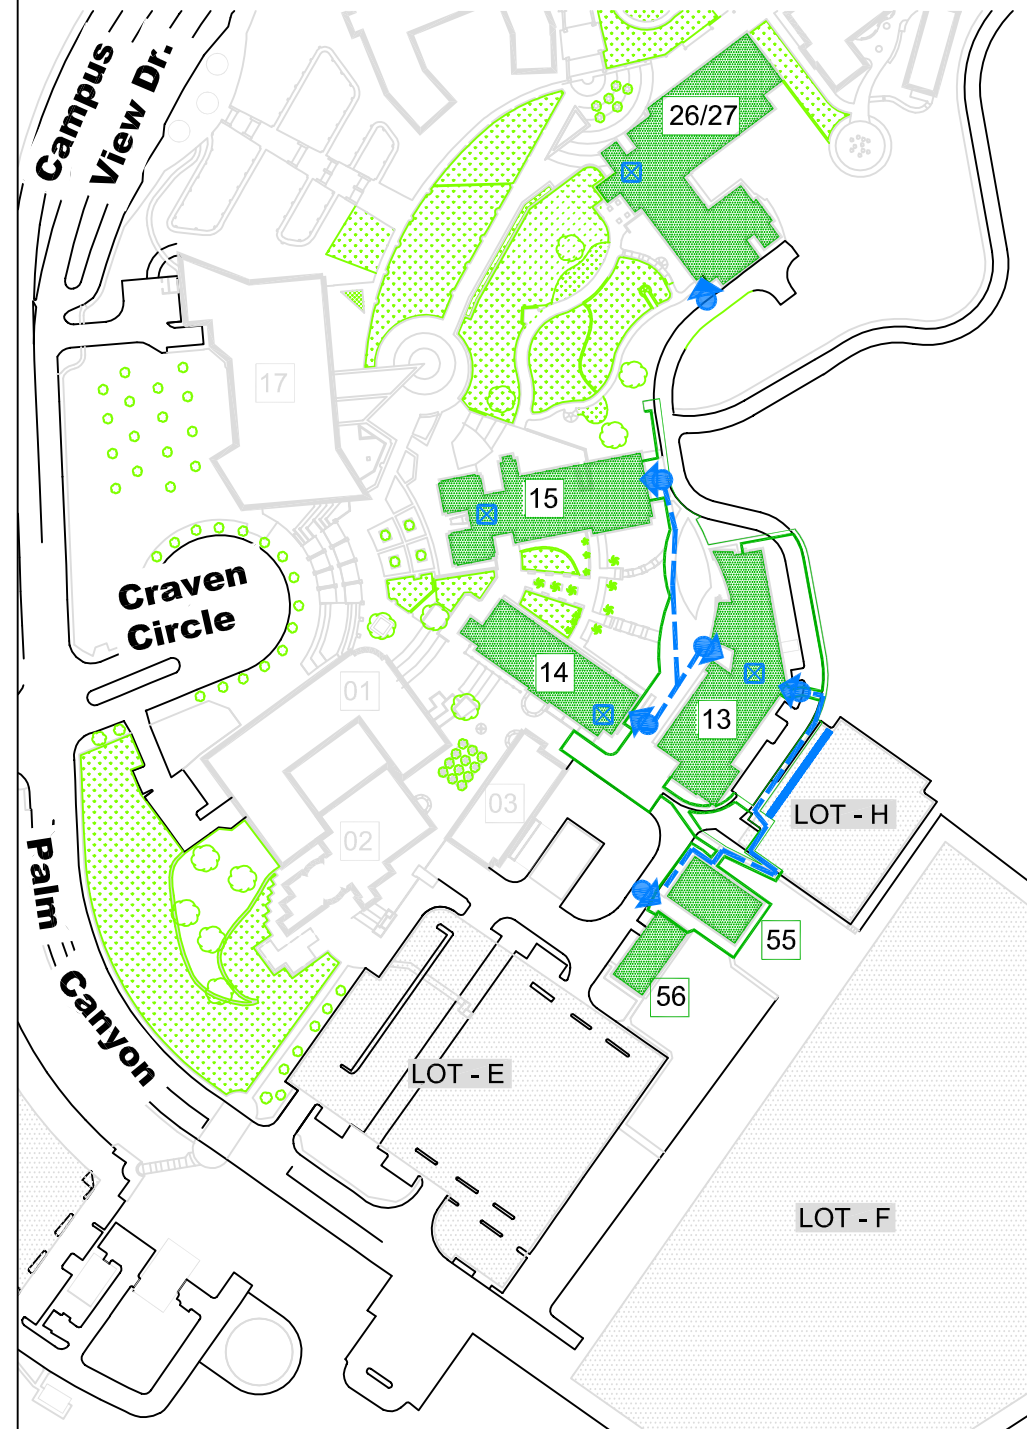 Campus
View Dr.
26/27
17
15
Craven
Circle
14
01
13
03
LOT - H
02
Palm
Canyon
55
56
LOT - E
LOT - F